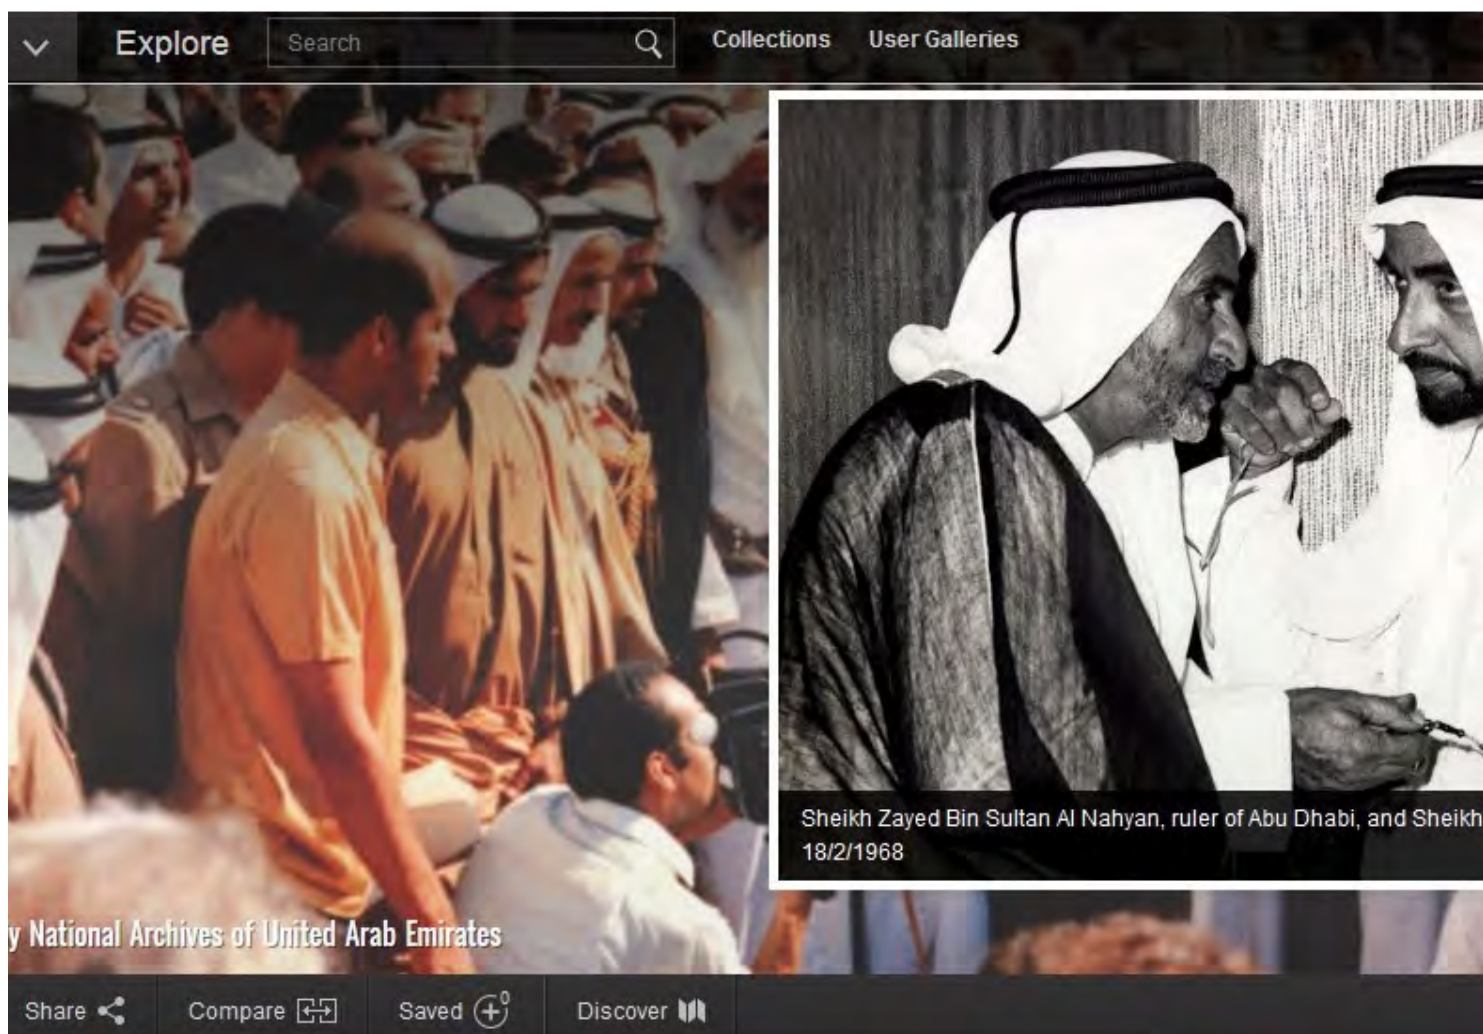 Explore
Search
Collections
User Galleries
Sheikh Zayed Bin Sultan Al Nahyan, ruler of Abu Dhabi, and Sheikh
18/2/1968
y National Archives of United Arab Emirates
Share
Compare
Saved 0
Discover